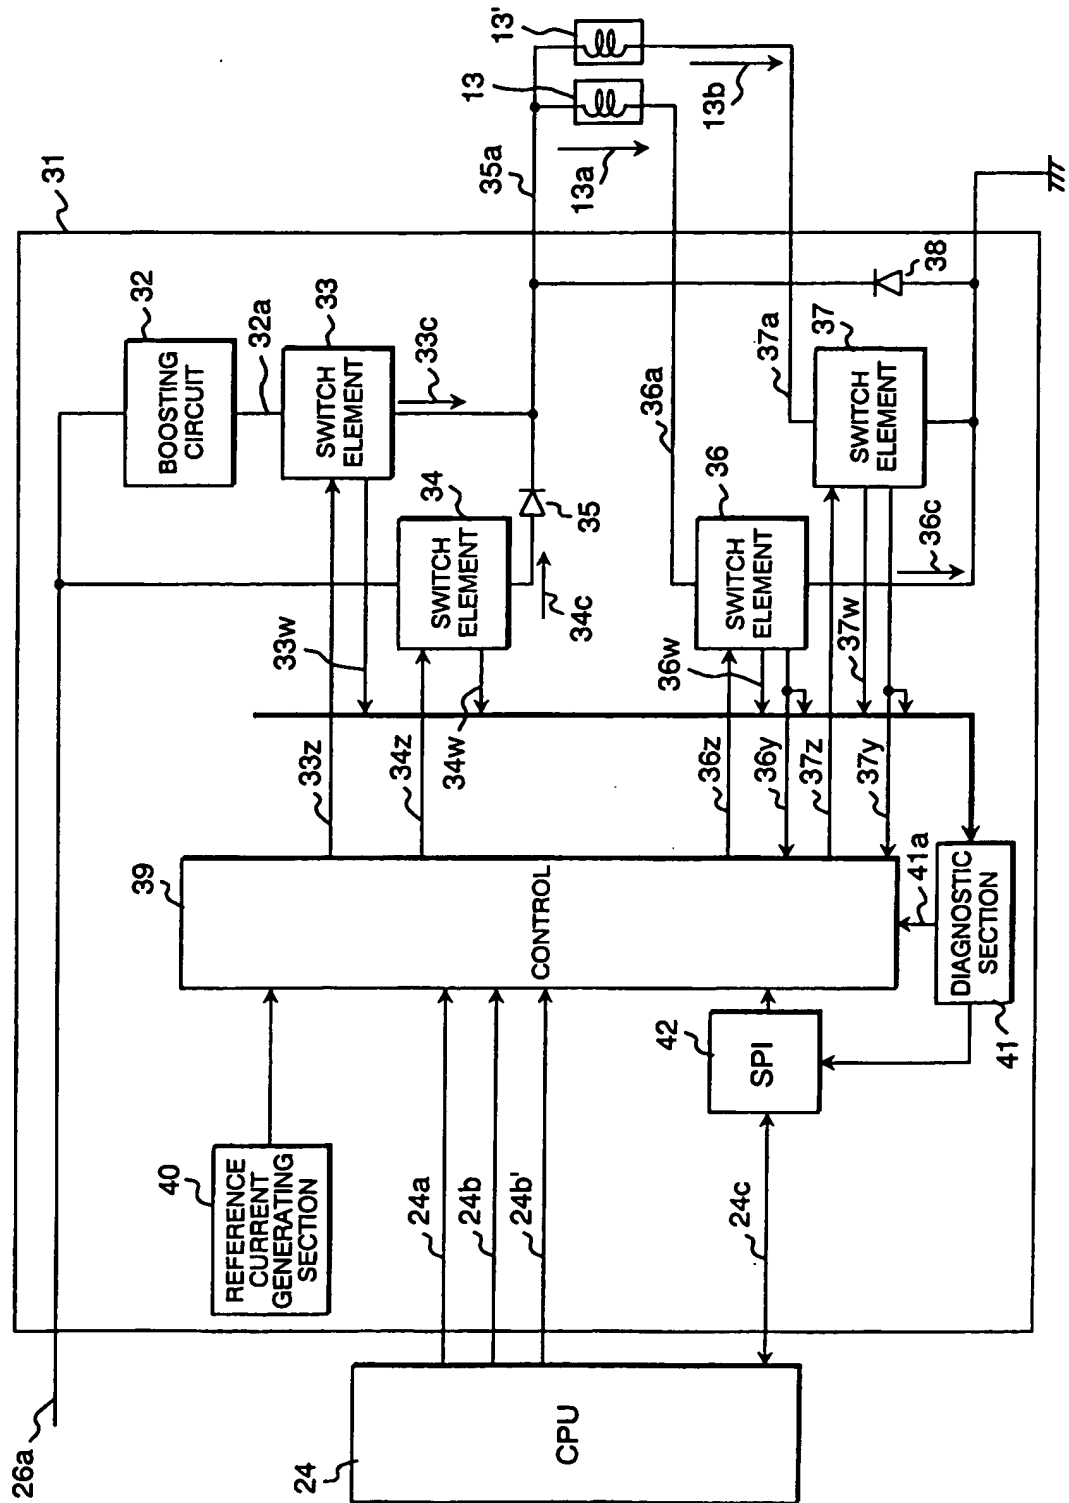 26a
31
BOOSTING
CIRCUIT
32
32a
SWITCH
ELEMENT
33
33c
33w
33z
SWITCH
ELEMENT
34
34c
34w
34z
35
35a
13'
13
13a
13b
36a
SWITCH
ELEMENT
36
36c
36w
36z
36y
37a
SWITCH
ELEMENT
37
37w
37z
37y
38
CONTROL
39
REFERENCE
CURRENT
GENERATING
SECTION
40
DIAGNOSTIC
SECTION
41
41a
SPI
42
24a
24b
24b'
24c
CPU
24